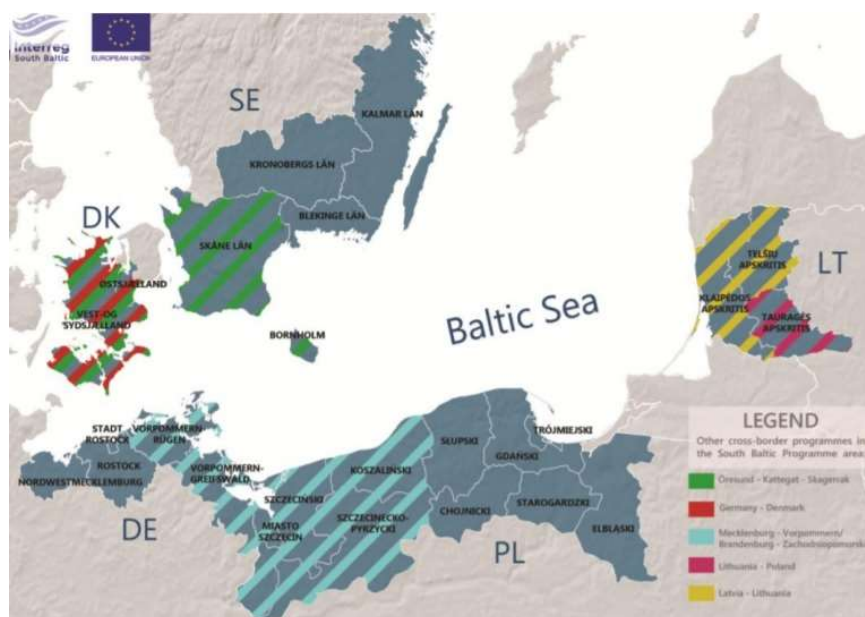 Interreg
South Baltic
EUROPEAN UNION
SE
KALMAR LÄN
KRONOBERGS LÄN
BLEKINGE LÄN
SKÅNE LÄN
DK
ØSTSJÆLLAND
VEST-OG
SYDSJÆLLAND
BORNHOLM
Baltic Sea
TELŠIŲ
APSKRITIS
LT
KLAIPĖDOS
APSKRITIS
TAURAGĖS
APSKRITIS
STADT
ROSTOCK
VORPOMMERN-
RÜGEN
ROSTOCK
NORDWESTMECKLEMBURG
VORPOMMERN-
GREIFSWALD
DE
SZCZECIŃSKI
MIASTO
SZCZECIN
KOSZALIŃSKI
SZCZECINECKO-
PYRZYCKI
SŁUPSKI
TRÓJMIEJSKI
GDAŃSKI
CHOJNICKI
STAROGARDZKI
ELBLĄSKI
PL
LEGEND
Other cross-border programmes in
the South Baltic Programme area:
Öresund - Kattegat - Skagerrak
Germany - Denmark
Mecklenburg - Vorpommern/
Brandenburg - Zachodniopomorsk
Lithuania - Poland
Latvia - Lithuania